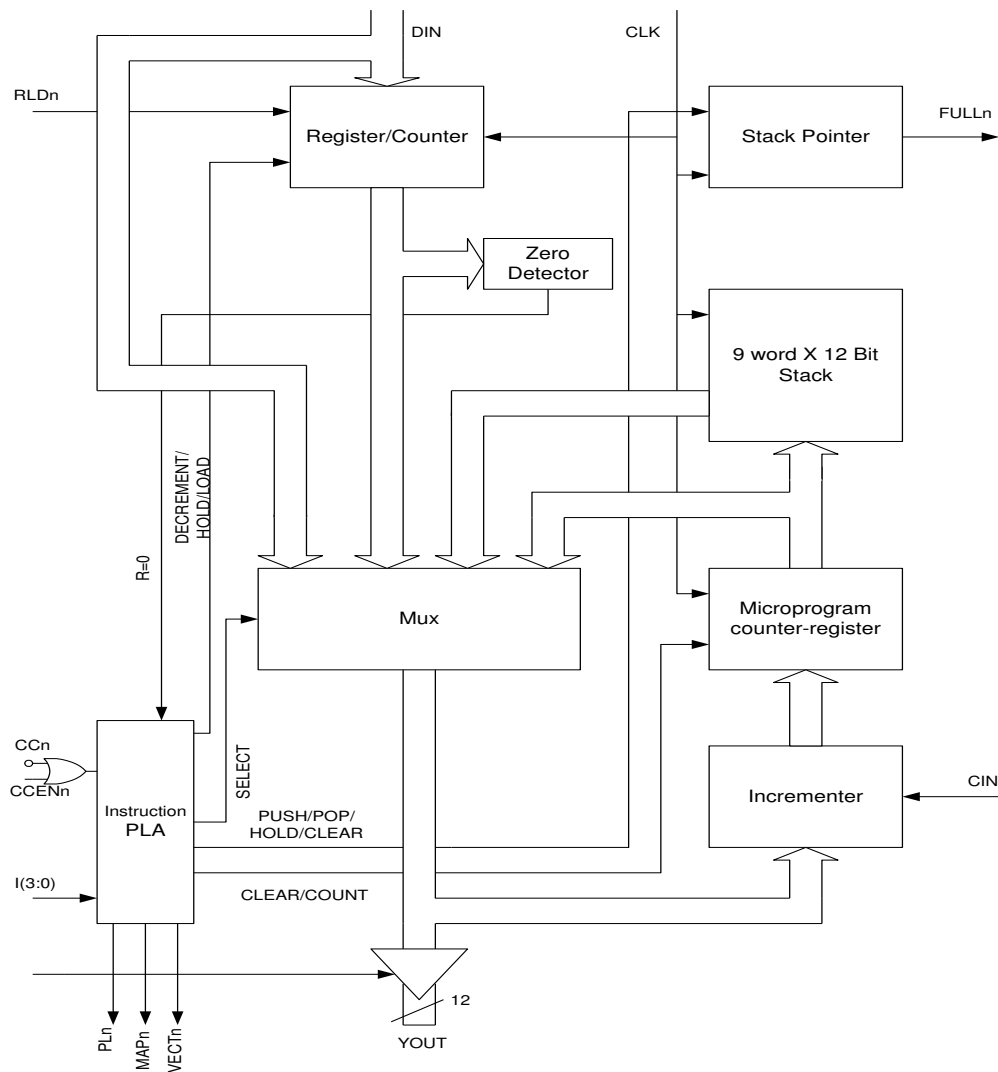 DIN
CLK
RLDn
Register/Counter
Stack Pointer
FULLn
Zero
Detector
9 word X 12 Bit
Stack
DECREMENT/
HOLD/LOAD
R=0
Mux
Microprogram
counter-register
SELECT
CCn
CCENn
Instruction
PLA
PUSH/POP/
HOLD/CLEAR
Incrementer
CIN
I(3:0)
CLEAR/COUNT
12
YOUT
PLn
MAPn
VECTn